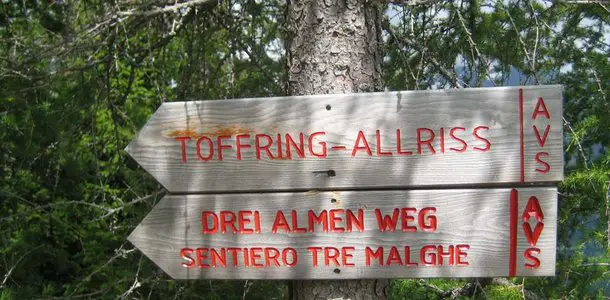 TOFFRING-ALLRISS AVS
DREI ALMEN WEG AVS
SENTIERO TRE MALGHE